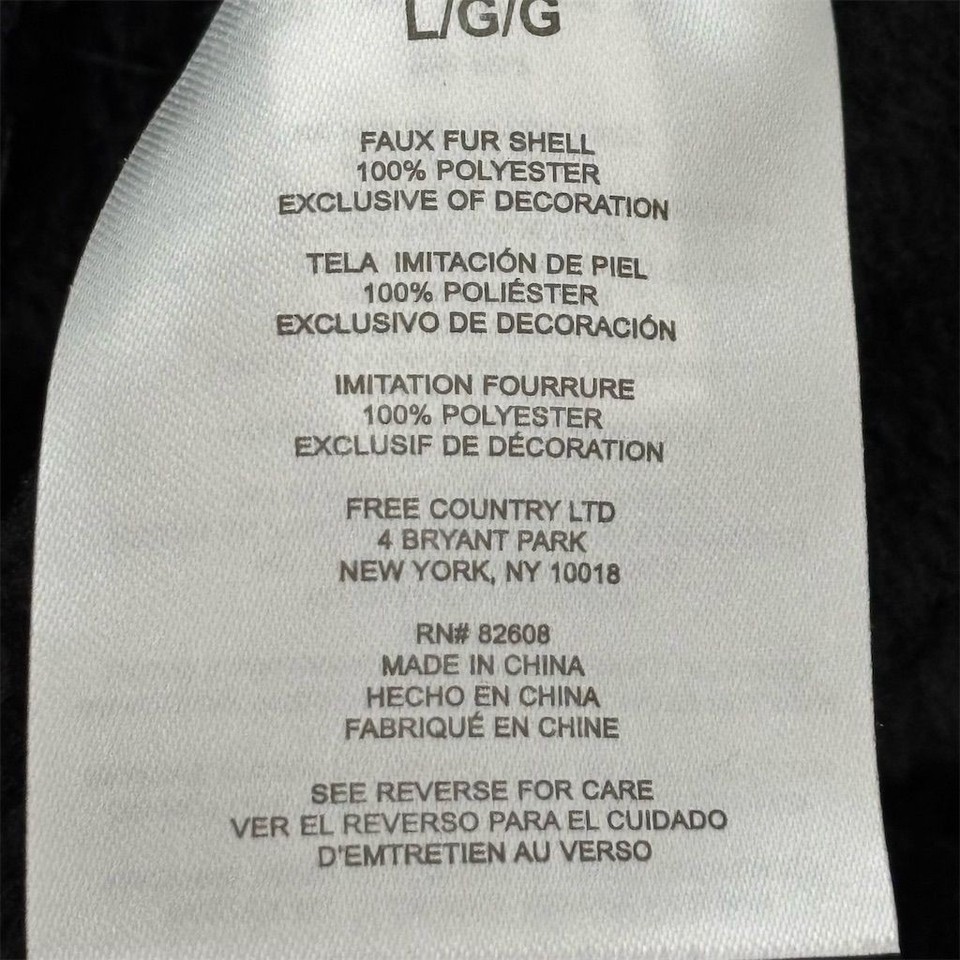 L/G/G
FAUX FUR SHELL
100% POLYESTER
EXCLUSIVE OF DECORATION
TELA IMITACIÓN DE PIEL
100% POLIÉSTER
EXCLUSIVO DE DECORACIÓN
IMITATION FOURRURE
100% POLYESTER
EXCLUSIF DE DÉCORATION
FREE COUNTRY LTD
4 BRYANT PARK
NEW YORK, NY 10018
RN# 82608
MADE IN CHINA
HECHO EN CHINA
FABRIQUÉ EN CHINE
SEE REVERSE FOR CARE
VER EL REVERSO PARA EL CUIDADO
D'EMTRETIEN AU VERSO